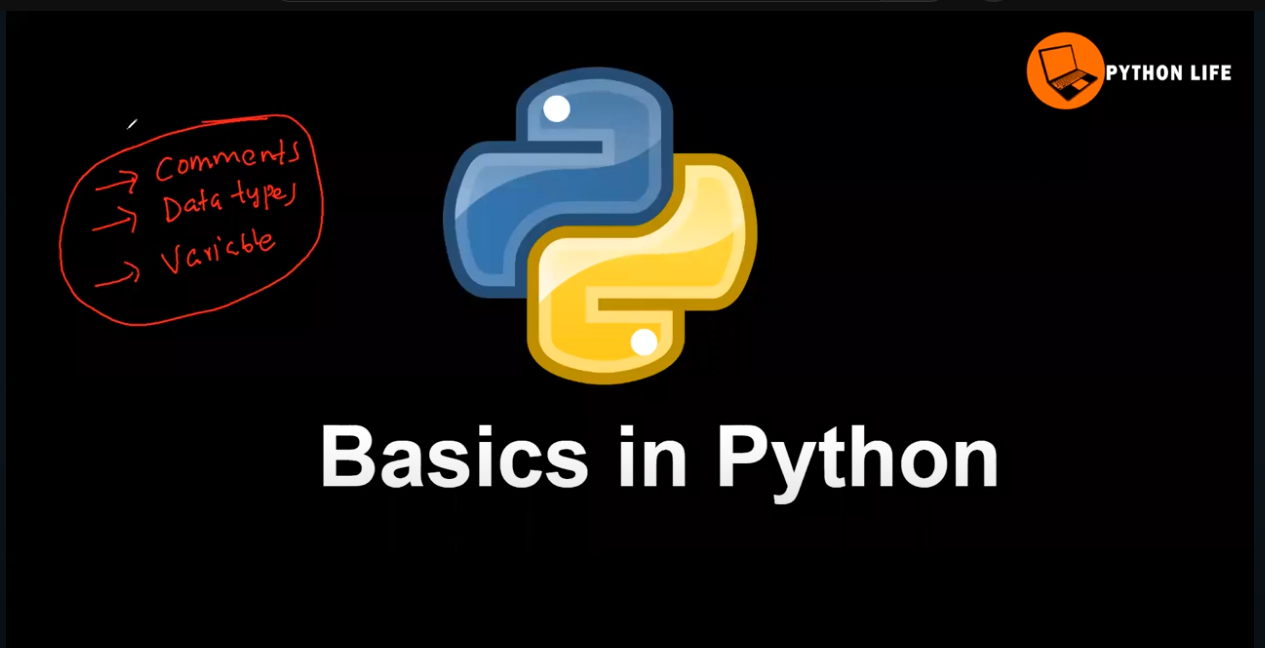 PYTHON LIFE
→ Comments
→ Data types
→ Variable
Basics in Python